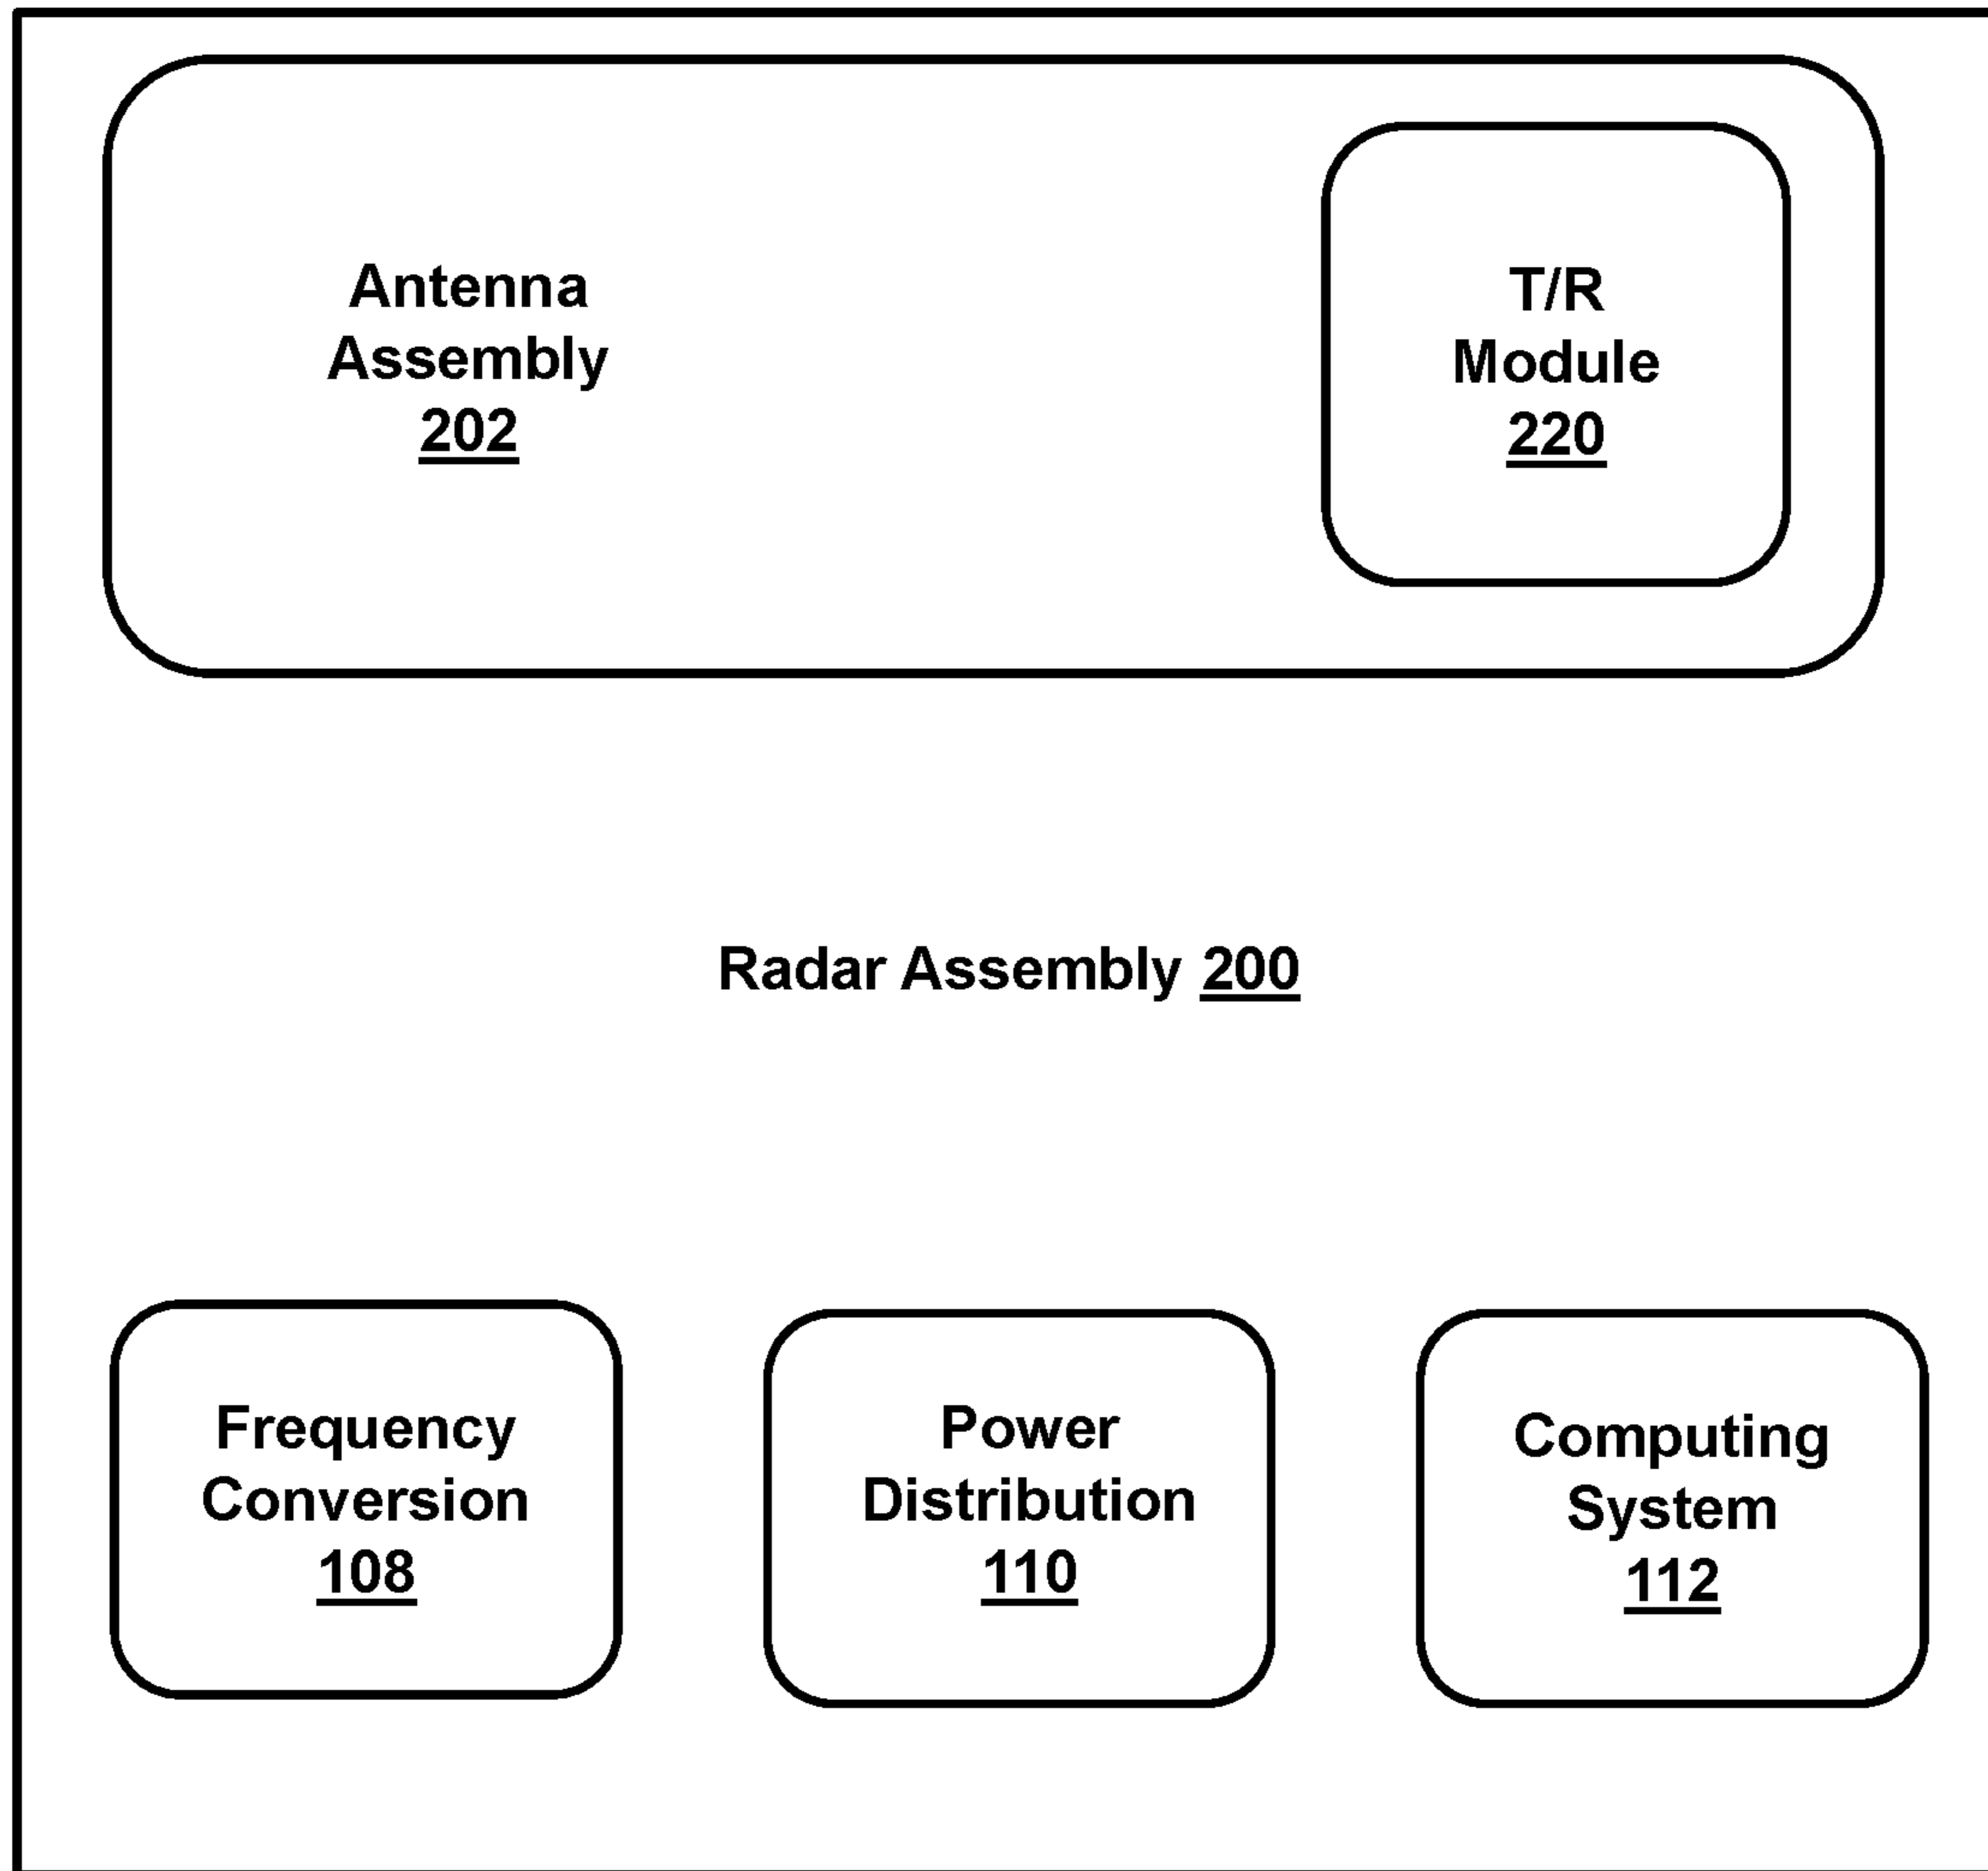 Antenna
Assembly
202
T/R
Module
220
Radar Assembly 200
Frequency
Conversion
108
Power
Distribution
110
Computing
System
112